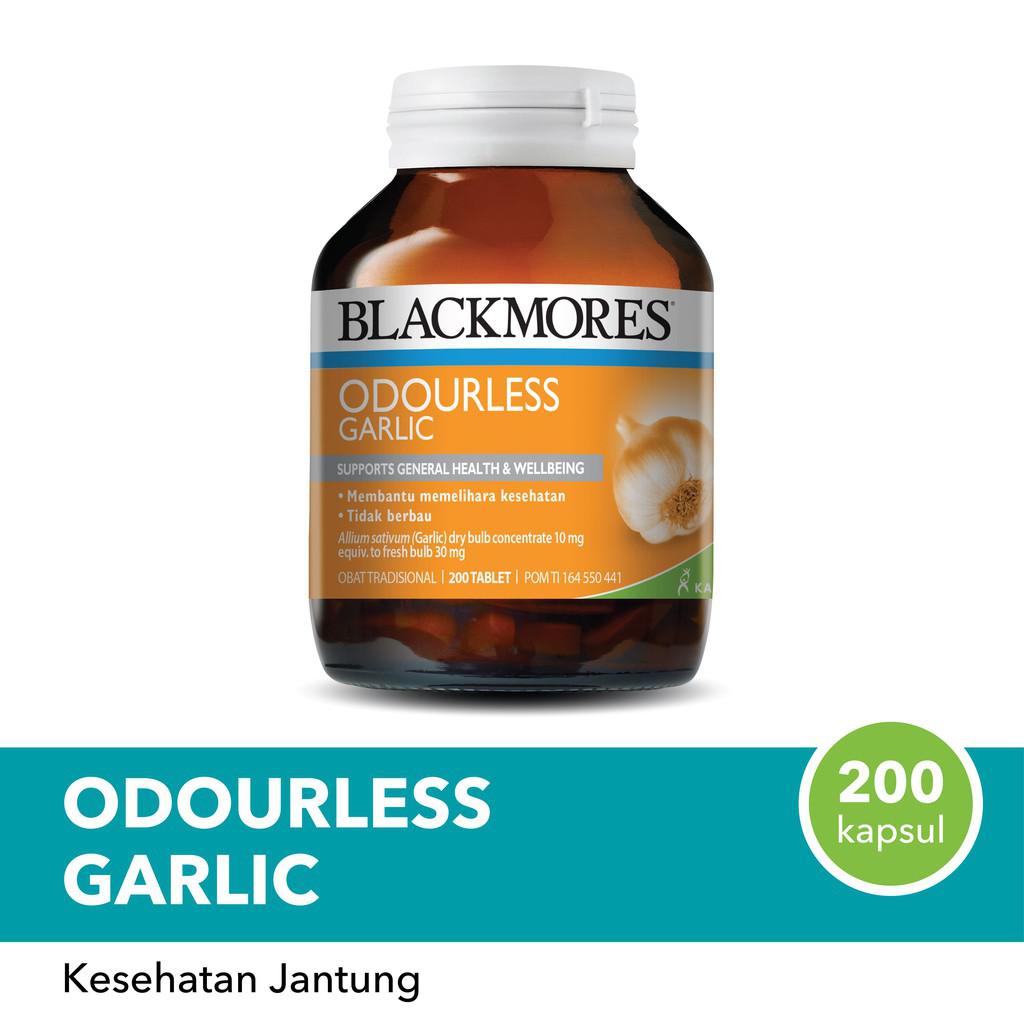 BLACKMORES®
ODOURLESS
GARLIC
SUPPORTS GENERAL HEALTH & WELLBEING
• Membantu memelihara kesehatan
• Tidak berbau
Allium sativum (Garlic) dry bulb concentrate 10 mg
equiv. to fresh bulb 30 mg
OBAT TRADISIONAL | 200 TABLET | POM TI 164 550 441
KA
ODOURLESS
GARLIC
200
kapsul
Kesehatan Jantung